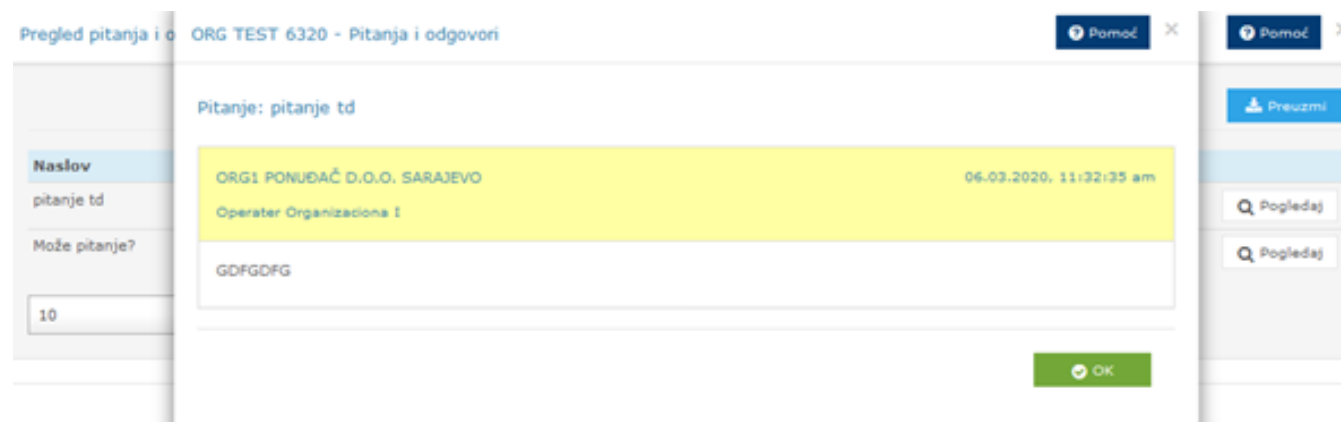 Pregled pitanja i o
ORG TEST 6320 - Pitanja i odgovori
Pomoć
Pomoć
Pitanje: pitanje td
Preuzmi
Naslov
ORG1 PONUĐAČ D.O.O. SARAJEVO
06.03.2020. 11:32:35 am
pitanje td
Operater Organizaciona I
Pogledaj
Može pitanje?
Pogledaj
GDFGDFG
10
OK